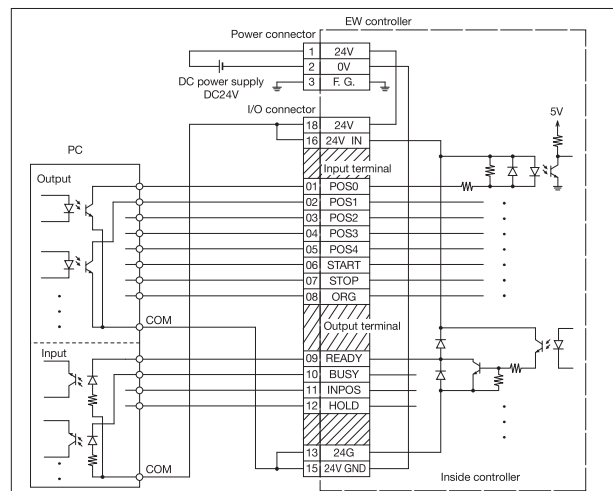 EW controller
Power connector
1 24V
2 0V
3 F. G.
DC power supply
DC24V
I/O connector
18 24V
16 24V IN
5V
PC
Input terminal
Output
01 POS0
02 POS1
03 POS2
04 POS3
05 POS4
06 START
07 STOP
08 ORG
COM
Output terminal
Input
09 READY
10 BUSY
11 INPOS
12 HOLD
13 24G
COM
15 24V GND
Inside controller